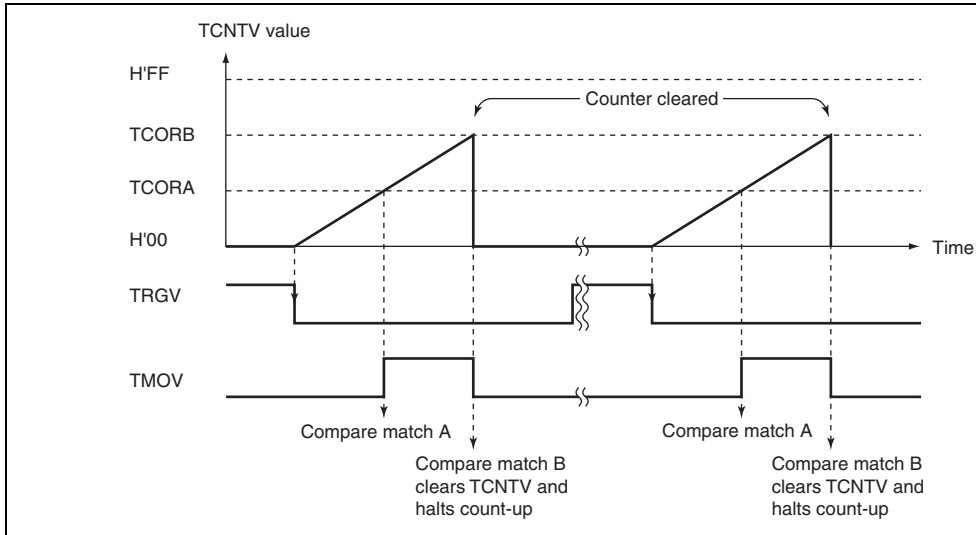 TCNTV value
H'FF
Counter cleared
TCORB
TCORA
H'00
Time
TRGV
TMOV
Compare match A
Compare match A
Compare match B
clears TCNTV and
halts count-up
Compare match B
clears TCNTV and
halts count-up